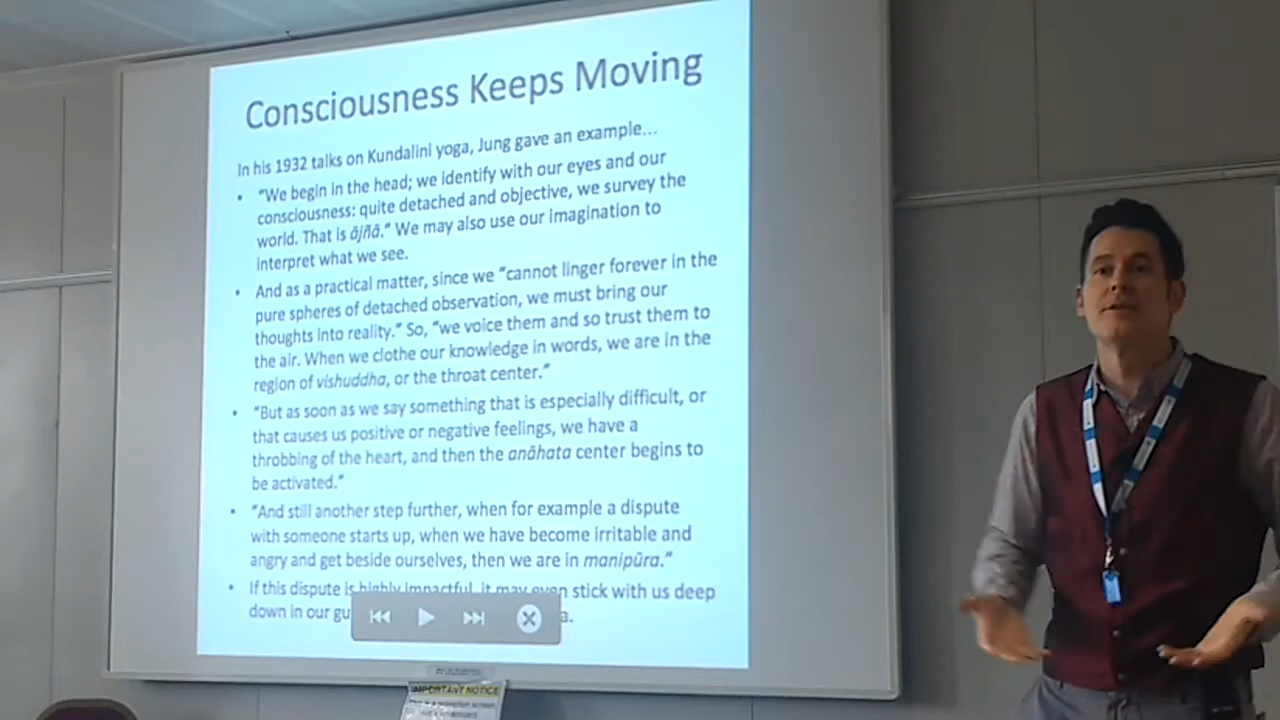 Consciousness Keeps Moving
In his 1932 talks on Kundalini yoga, Jung gave an example…
• "We begin in the head; we identify with our eyes and our
consciousness: quite detached and objective, we survey the
world. That is ājñā." We may also use our imagination to
interpret what we see.
• And as a practical matter, since we "cannot linger forever in the
pure spheres of detached observation, we must bring our
thoughts into reality." So, "we voice them and so trust them to
the air. When we clothe our knowledge in words, we are in the
region of vishuddha, or the throat center."
• "But as soon as we say something that is especially difficult, or
that causes us positive or negative feelings, we have a
throbbing of the heart, and then the anāhata center begins to
be activated."
• "And still another step further, when for example a dispute
with someone starts up, when we have become irritable and
angry and get beside ourselves, then we are in manipūra."
• If this dispute is highly impactful, it may even stick with us deep
down in our
IMPORTANT NOTICE